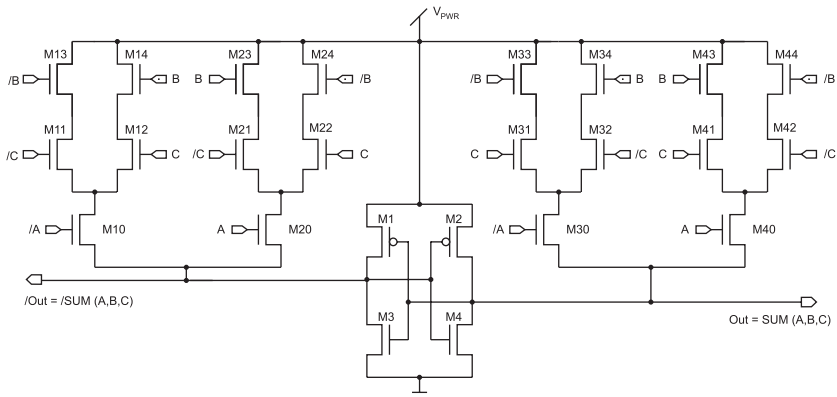 V_PWR
M13 M14 M23 M24 M33 M34 M43 M44
/B B B /B /B B B /B
M11 M12 M21 M22 M31 M32 M41 M42
/C C /C C C /C C /C
/A M10 A M20 M1 M2 /A M30 A M40
/Out = /SUM (A,B,C) M3 M4 Out = SUM (A,B,C)